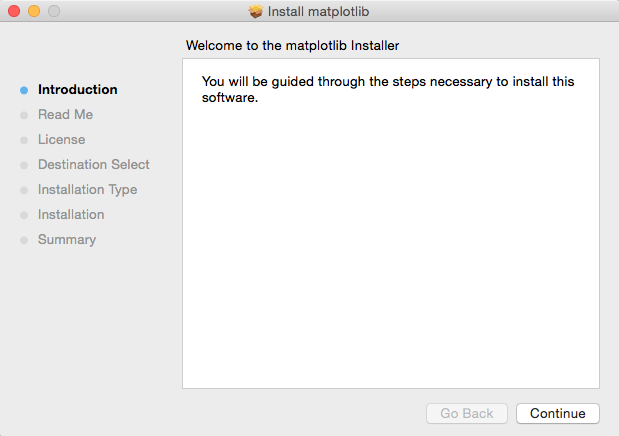 Install matplotlib
Welcome to the matplotlib Installer
Introduction
Read Me
License
Destination Select
Installation Type
Installation
Summary
You will be guided through the steps necessary to install this
software.
Go Back
Continue